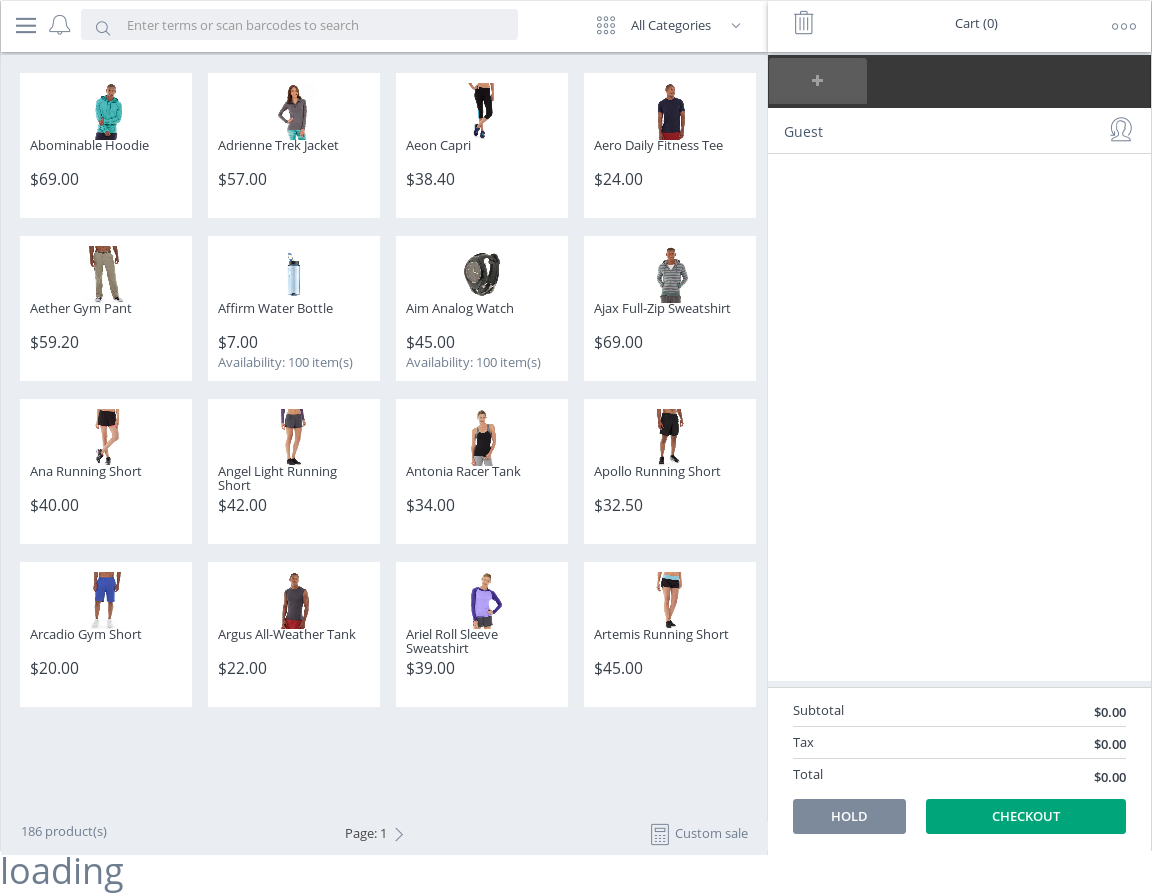 Enter terms or scan barcodes to search
All Categories
Cart (0)
+
Guest
Abominable Hoodie
$69.00
Adrienne Trek Jacket
$57.00
Aeon Capri
$38.40
Aero Daily Fitness Tee
$24.00
Aether Gym Pant
$59.20
Affirm Water Bottle
$7.00
Availability: 100 item(s)
Aim Analog Watch
$45.00
Availability: 100 item(s)
Ajax Full-Zip Sweatshirt
$69.00
Ana Running Short
$40.00
Angel Light Running
Short
$42.00
Antonia Racer Tank
$34.00
Apollo Running Short
$32.50
Arcadio Gym Short
$20.00
Argus All-Weather Tank
$22.00
Ariel Roll Sleeve
Sweatshirt
$39.00
Artemis Running Short
$45.00
Subtotal $0.00
Tax $0.00
Total $0.00
HOLD
CHECKOUT
186 product(s)
Page: 1
Custom sale
loading